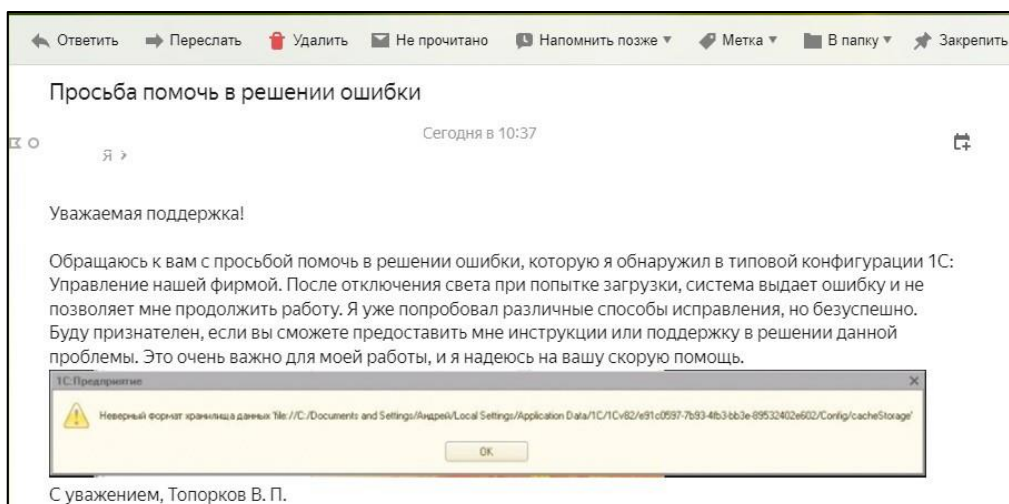 Ответить Переслать Удалить Не прочитано Напомнить позже Метка В папку Закрепить
Просьба помочь в решении ошибки
Сегодня в 10:37
Я >
Уважаемая поддержка!
Обращаюсь к вам с просьбой помочь в решении ошибки, которую я обнаружил в типовой конфигурации 1С:
Управление нашей фирмой. После отключения света при попытке загрузки, система выдает ошибку и не
позволяет мне продолжить работу. Я уже попробовал различные способы исправления, но безуспешно.
Буду признателен, если вы сможете предоставить мне инструкции или поддержку в решении данной
проблемы. Это очень важно для моей работы, и я надеюсь на вашу скорую помощь.
1С:Предприятие
Неверный формат хранилища данных 'file://C:/Documents and Settings/Андрей/Local Settings/Application Data/1C/1Cv82/e91c0597-7b93-4fb3-bb3e-89532402e602/Config/cacheStorage'
OK
С уважением, Топорков В. П.